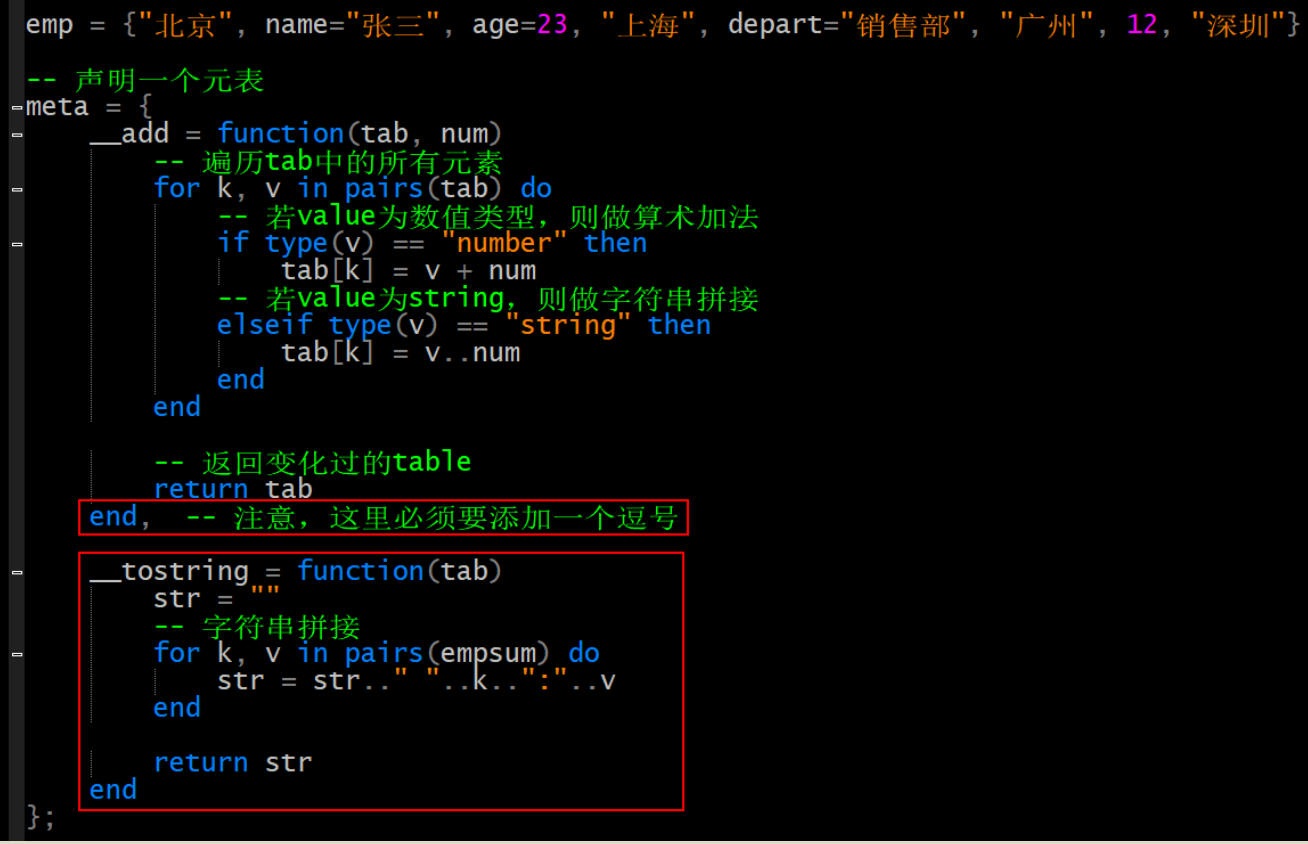 emp = {"北京", name="张三", age=23, "上海", depart="销售部", "广州", 12, "深圳"}
-- 声明一个元表
meta = {
__add = function(tab, num)
-- 遍历tab中的所有元素
for k, v in pairs(tab) do
-- 若value为数值类型，则做算术加法
if type(v) == "number" then
tab[k] = v + num
-- 若value为string，则做字符串拼接
elseif type(v) == "string" then
tab[k] = v..num
end
end
-- 返回变化过的table
return tab
end,  -- 注意，这里必须要添加一个逗号
__tostring = function(tab)
str = ""
-- 字符串拼接
for k, v in pairs(empsum) do
str = str.." "..k..":"..v
end
return str
end
};